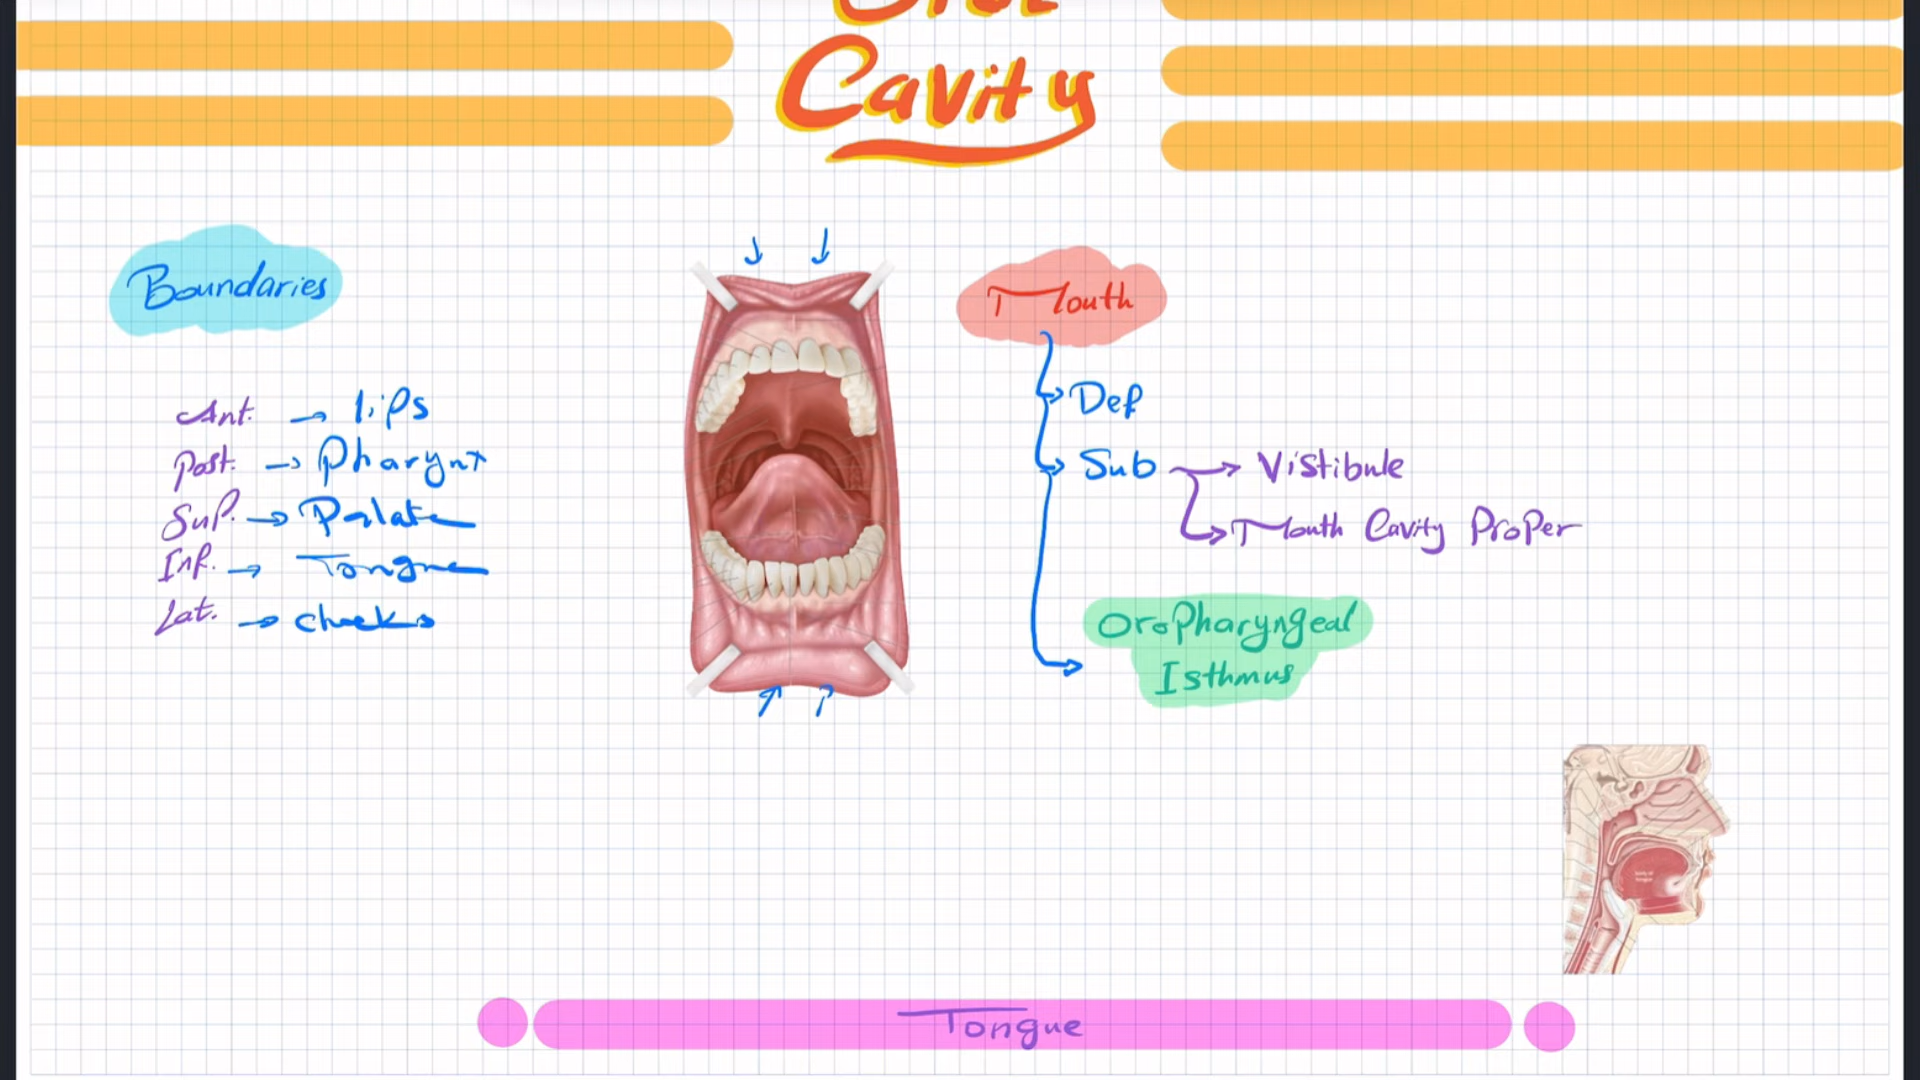 Oral
Cavity
Boundaries
Ant. → lips
Post. → Pharynx
Sup. → Palate
Inf. → Tongue
Lat. → cheeks
Mouth
Def
Sub → Vistibule
→ Mouth Cavity Proper
OroPharyngeal
Isthmus
Tongue